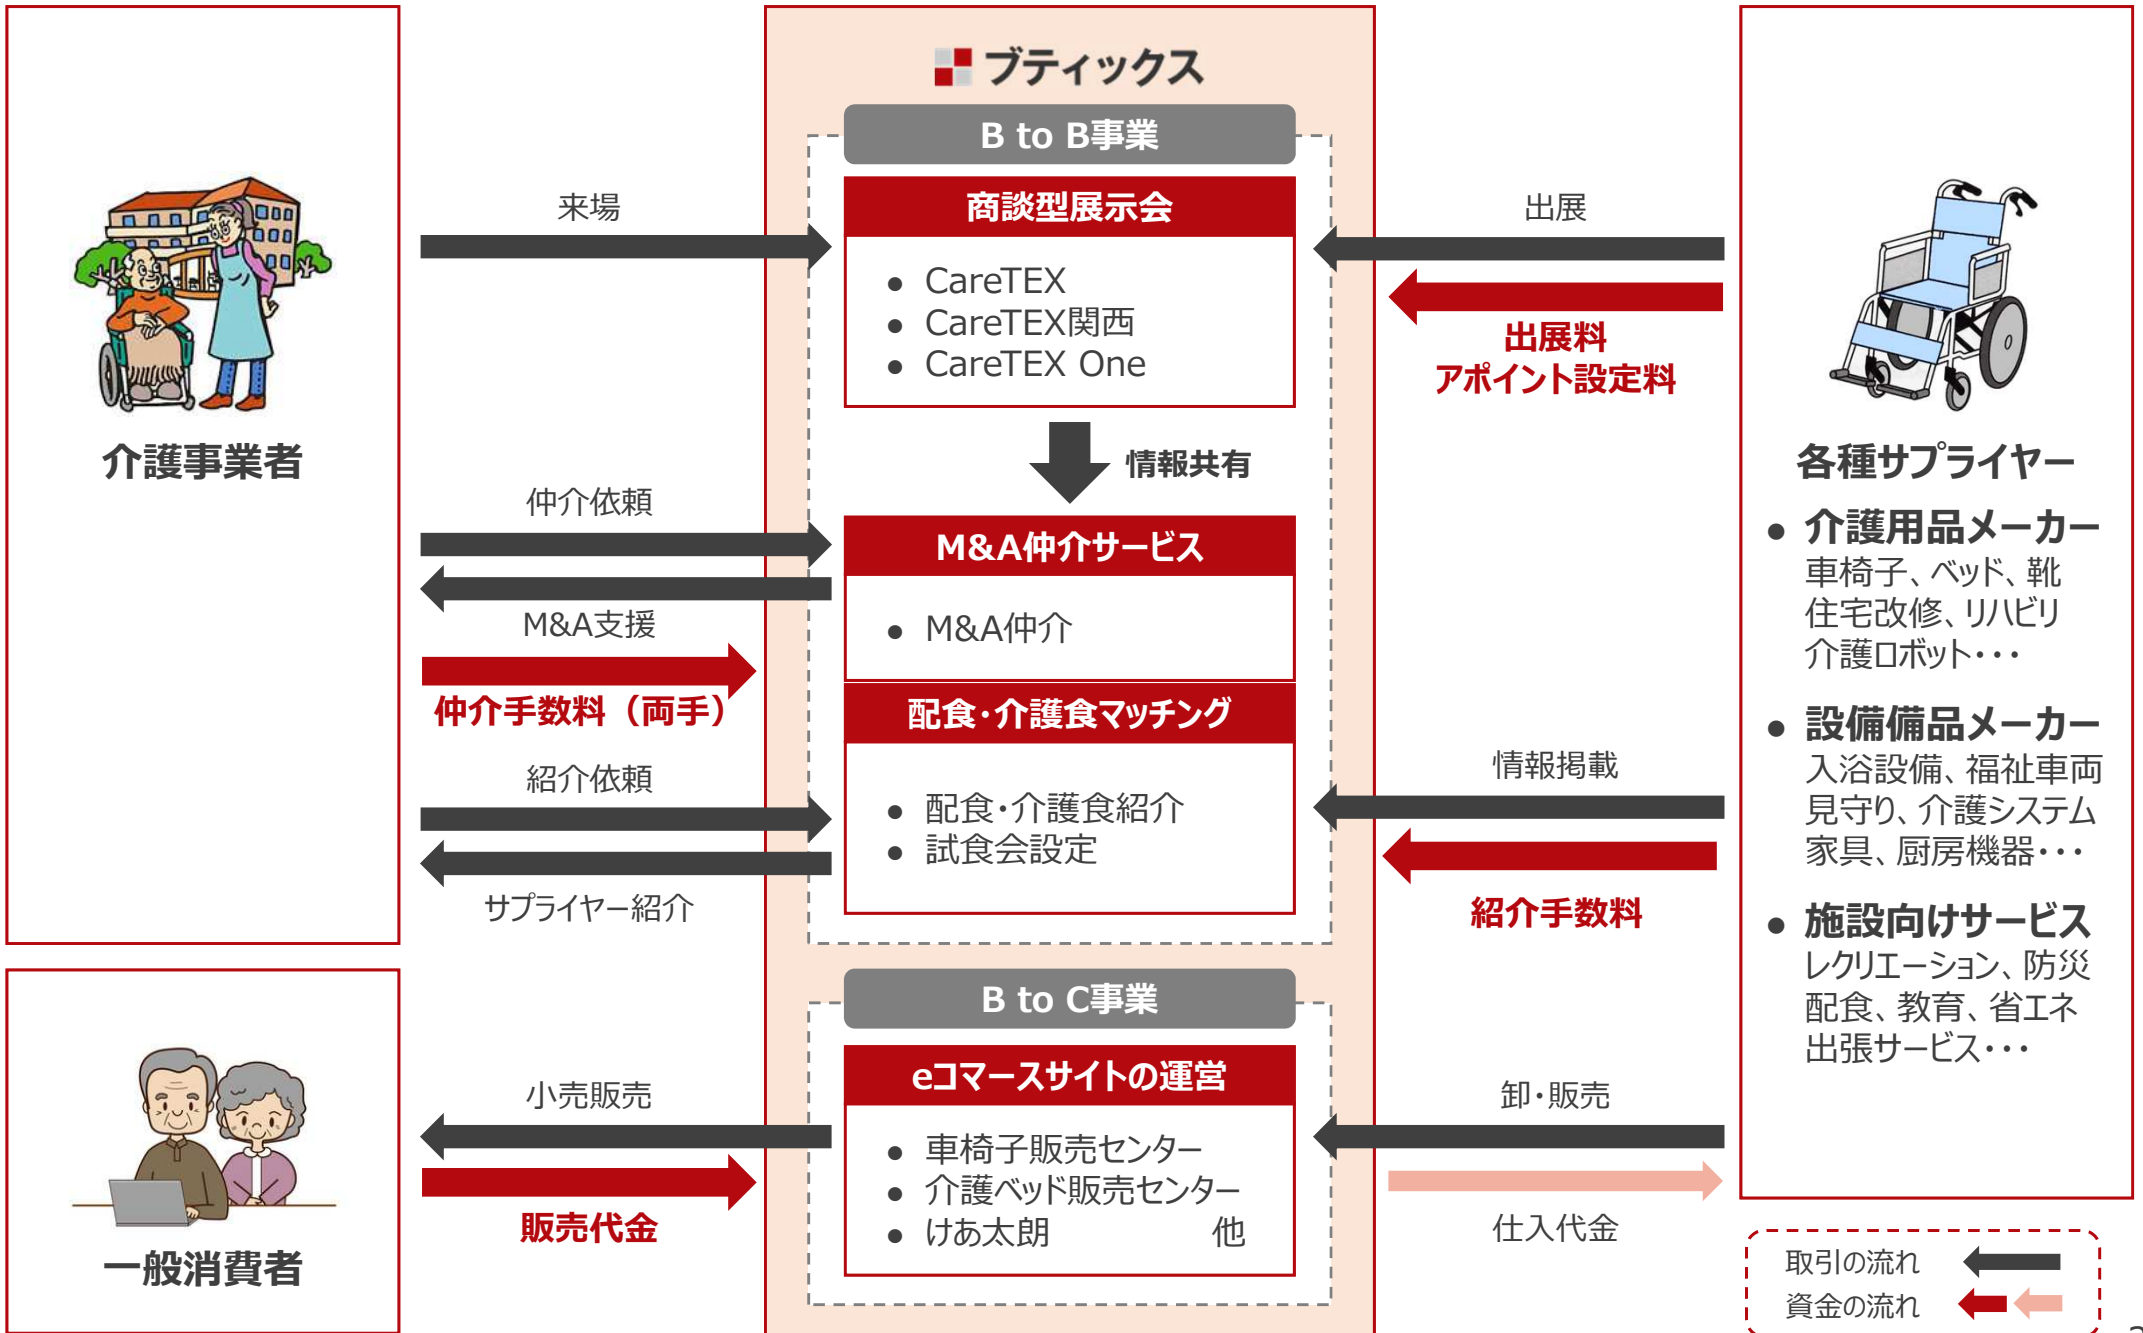 ブティックス
B to B事業
商談型展示会
● CareTEX
● CareTEX関西
● CareTEX One
情報共有
M&A仲介サービス
● M&A仲介
配食・介護食マッチング
● 配食・介護食紹介
● 試食会設定
B to C事業
eコマースサイトの運営
● 車椅子販売センター
● 介護ベッド販売センター
● けあ太朗 他
介護事業者
一般消費者
来場
仲介依頼
M&A支援
仲介手数料（両手）
紹介依頼
サプライヤー紹介
小売販売
販売代金
出展
出展料
アポイント設定料
情報掲載
紹介手数料
卸・販売
仕入代金
各種サプライヤー
● 介護用品メーカー
車椅子、ベッド、靴
住宅改修、リハビリ
介護ロボット・・・
● 設備備品メーカー
入浴設備、福祉車両
見守り、介護システム
家具、厨房機器・・・
● 施設向けサービス
レクリエーション、防災
配食、教育、省エネ
出張サービス・・・
取引の流れ
資金の流れ